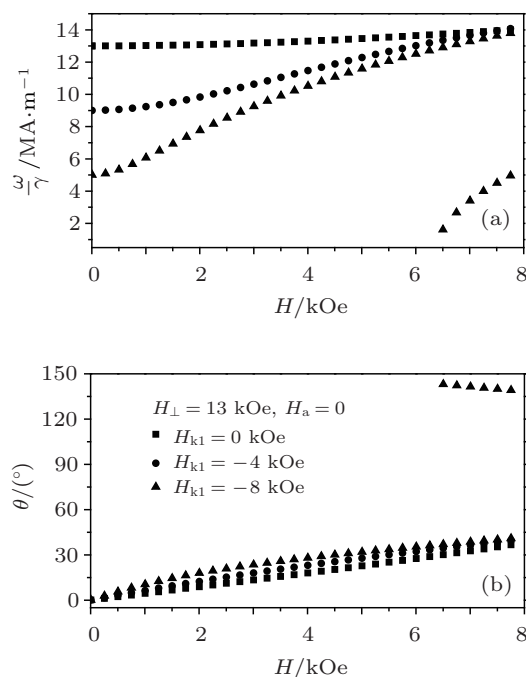 14
12
10
8
6
4
2
ω/γ /MA·m⁻¹
(a)
0 2 4 6 8
H/kOe
150
120
90
60
30
0
θ/(°)
H⊥=13 kOe, Hₐ=0
■ Hk1=0 kOe
● Hk1=−4 kOe
▲ Hk1=−8 kOe
(b)
0 2 4 6 8
H/kOe